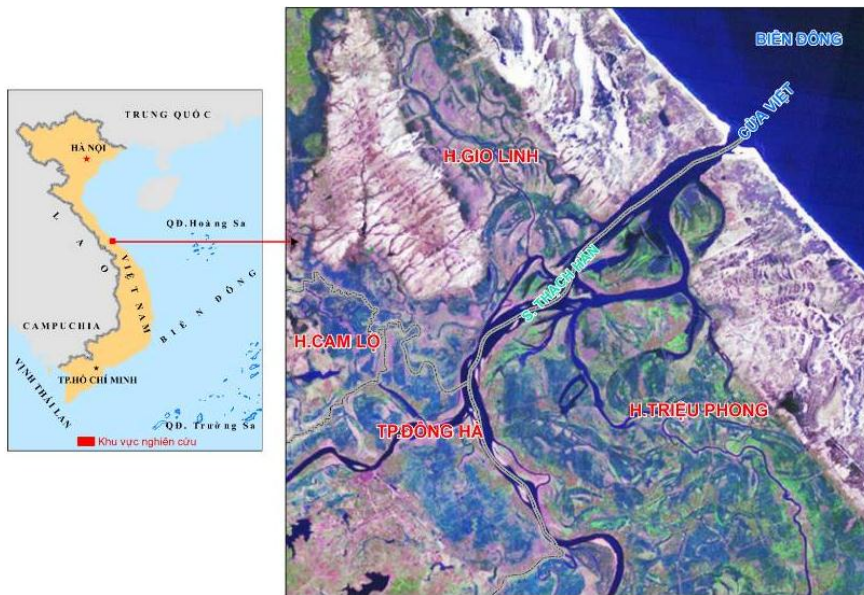 TRUNG QUỐC
HÀ NỘI
LAO
QĐ.Hoàng Sa
VIỆT NAM
BIỂN ĐÔNG
CAMPUCHIA
TP.HỒ CHÍ MINH
VỊNH THÁI LAN
QĐ. Trường Sa
Khu vực nghiên cứu
BIỂN ĐÔNG
CỬA VIỆT
H.GIO LINH
S. THẠCH HÃN
H.CAM LỘ
H.TRIỆU PHONG
TP.ĐÔNG HÀ